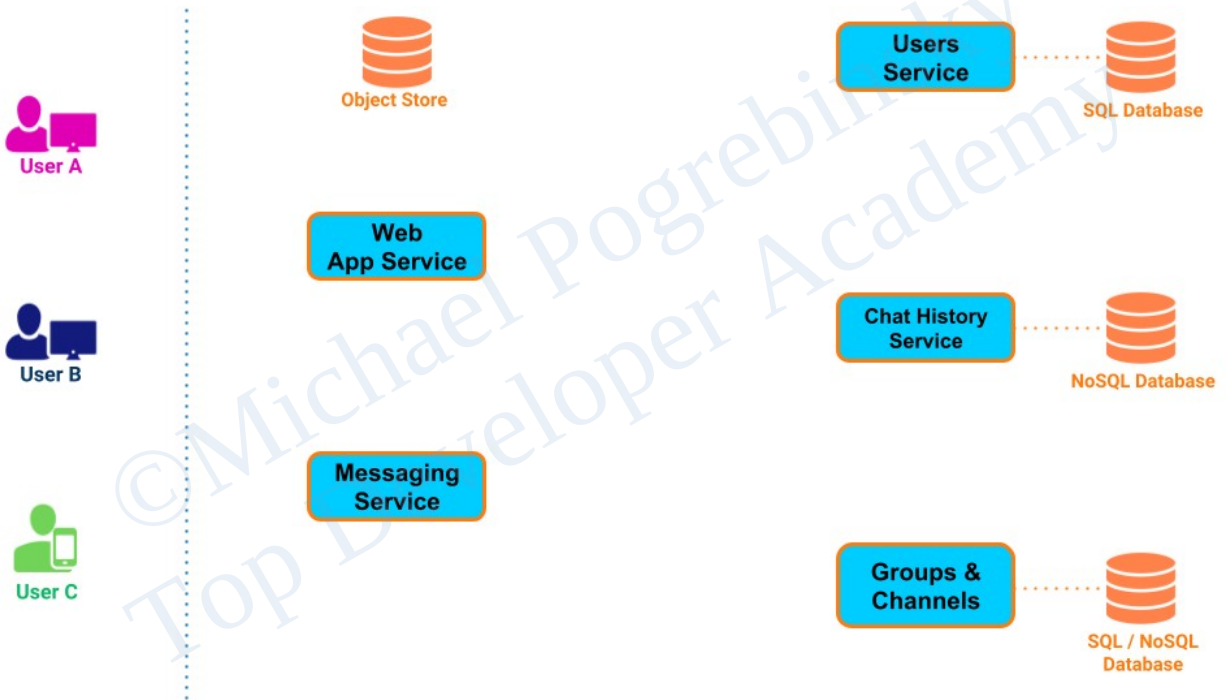 Object Store
Users
Service
SQL Database
User A
Web
App Service
User B
Chat History
Service
NoSQL Database
Messaging
Service
User C
Groups &
Channels
SQL / NoSQL
Database
©Michael Pogrebinsky
Top Developer Academy